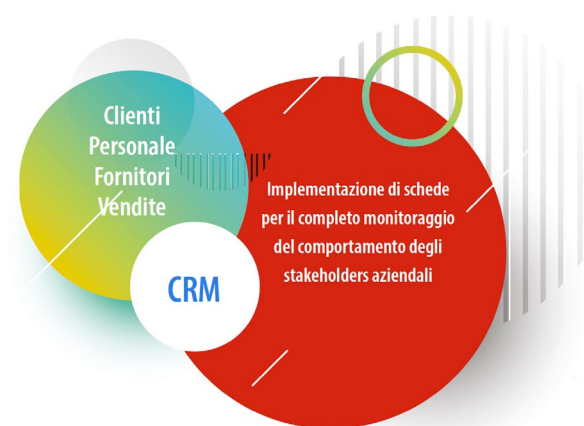 Clienti
Personale
Fornitori
Vendite
CRM
Implementazione di schede
per il completo monitoraggio
del comportamento degli
stakeholders aziendali